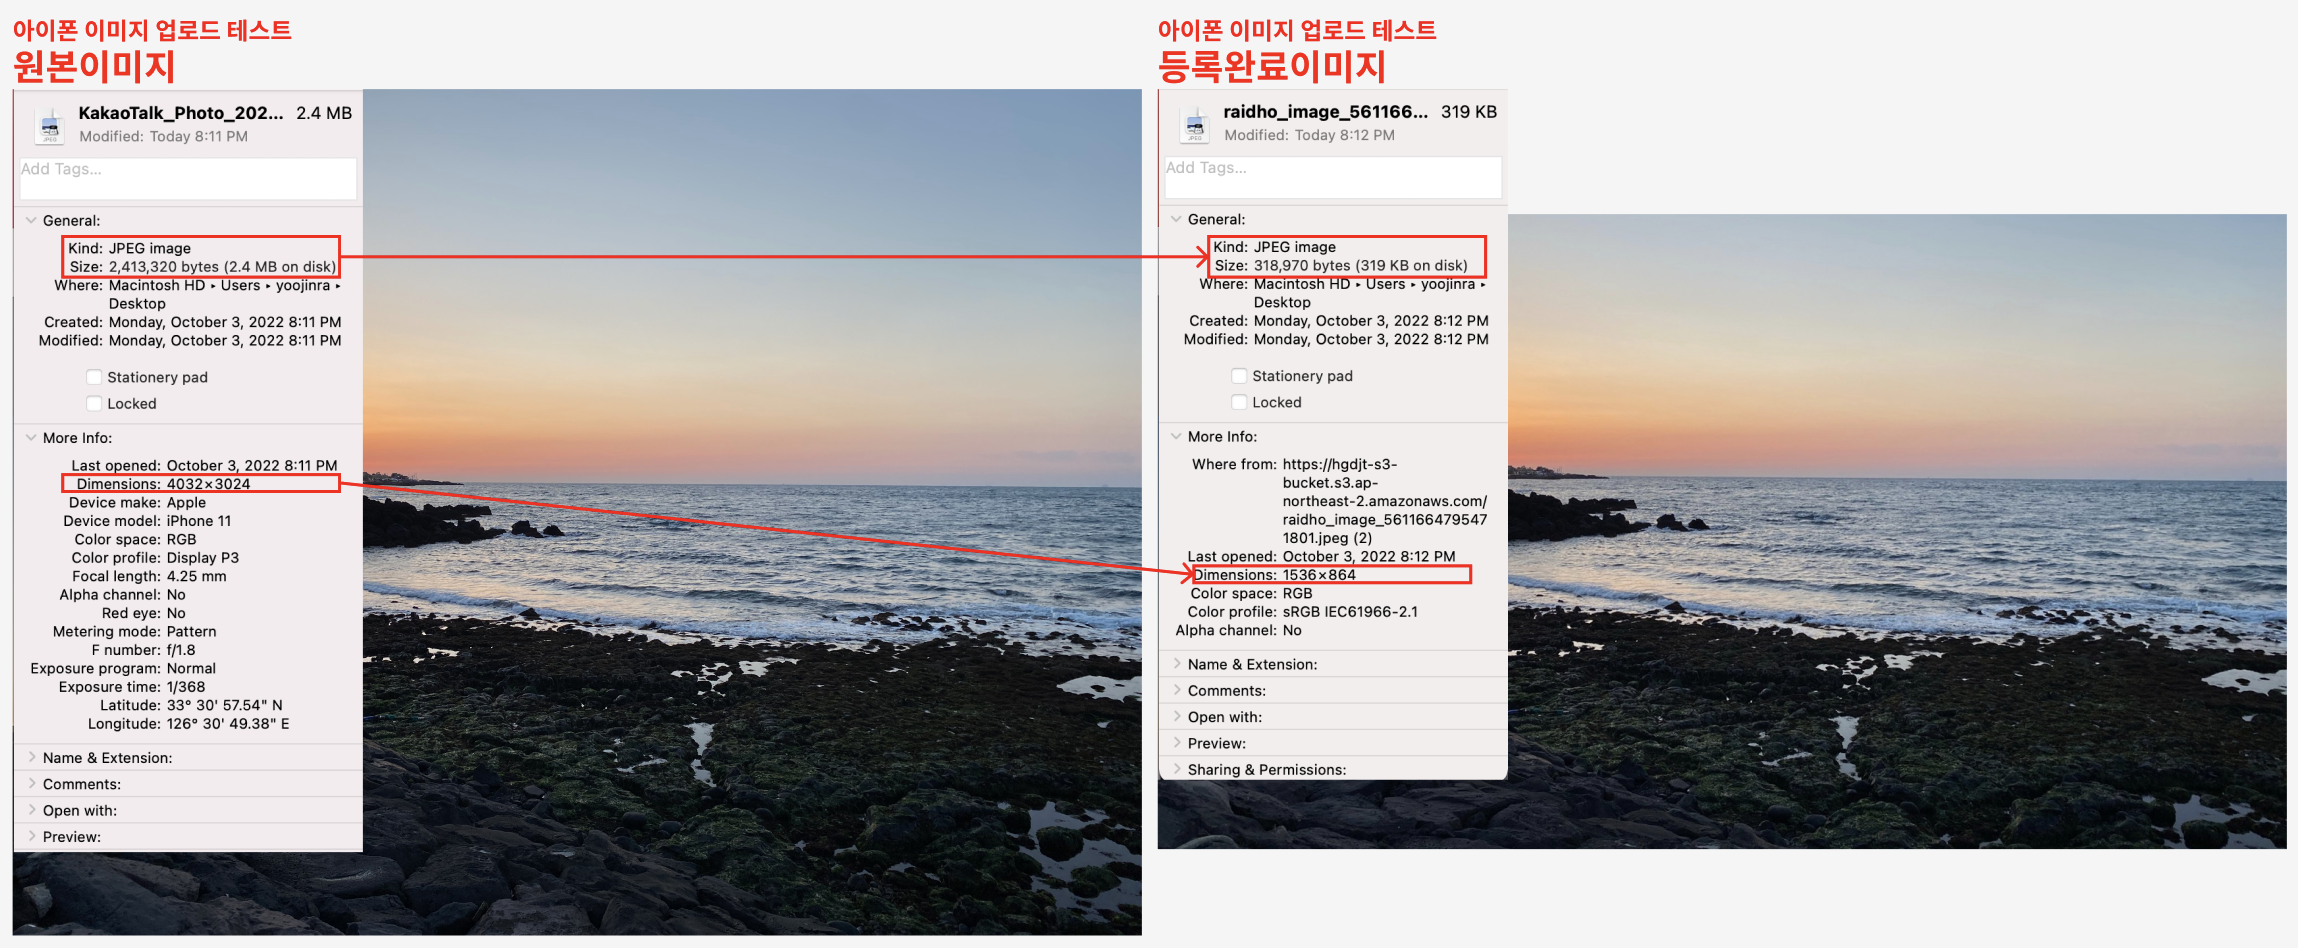 아이폰 이미지 업로드 테스트
원본이미지
KakaoTalk_Photo_202... 2.4 MB
Modified: Today 8:11 PM
JPEG
Add Tags...
General:
Kind: JPEG image
Size: 2,413,320 bytes (2.4 MB on disk)
Where: Macintosh HD ▸ Users ▸ yoojinra ▸
Desktop
Created: Monday, October 3, 2022 8:11 PM
Modified: Monday, October 3, 2022 8:11 PM
Stationery pad
Locked
More Info:
Last opened: October 3, 2022 8:11 PM
Dimensions: 4032×3024
Device make: Apple
Device model: iPhone 11
Color space: RGB
Color profile: Display P3
Focal length: 4.25 mm
Alpha channel: No
Red eye: No
Metering mode: Pattern
F number: f/1.8
Exposure program: Normal
Exposure time: 1/368
Latitude: 33° 30' 57.54" N
Longitude: 126° 30' 49.38" E
Name & Extension:
Comments:
Open with:
Preview:
아이폰 이미지 업로드 테스트
등록완료이미지
raidho_image_561166... 319 KB
Modified: Today 8:12 PM
JPEG
Add Tags...
General:
Kind: JPEG image
Size: 318,970 bytes (319 KB on disk)
Where: Macintosh HD ▸ Users ▸ yoojinra ▸
Desktop
Created: Monday, October 3, 2022 8:12 PM
Modified: Monday, October 3, 2022 8:12 PM
Stationery pad
Locked
More Info:
Where from: https://hgdjt-s3-
bucket.s3.ap-
northeast-2.amazonaws.com/
raidho_image_561166479547
1801.jpeg (2)
Last opened: October 3, 2022 8:12 PM
Dimensions: 1536×864
Color space: RGB
Color profile: sRGB IEC61966-2.1
Alpha channel: No
Name & Extension:
Comments:
Open with:
Preview:
Sharing & Permissions: